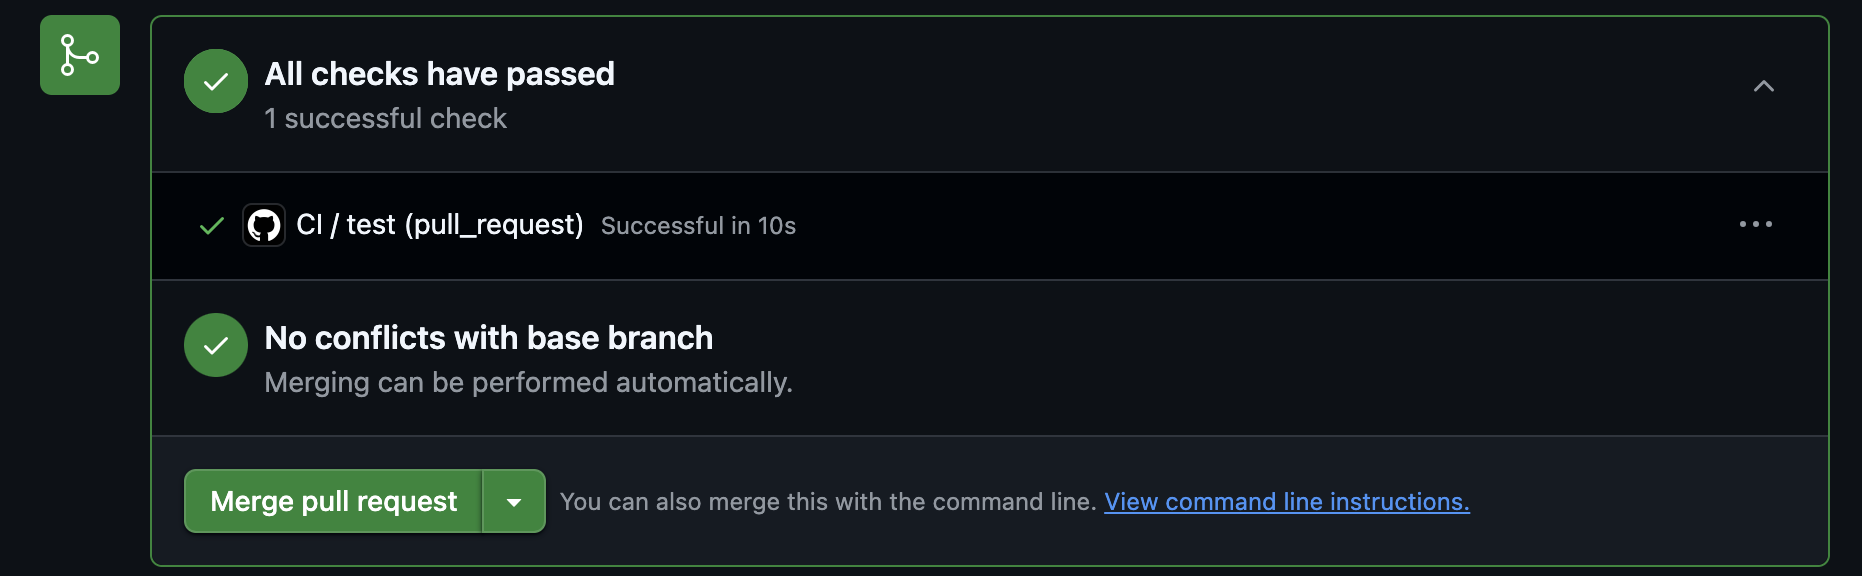 All checks have passed
1 successful check
CI / test (pull_request) Successful in 10s
No conflicts with base branch
Merging can be performed automatically.
Merge pull request You can also merge this with the command line. View command line instructions.